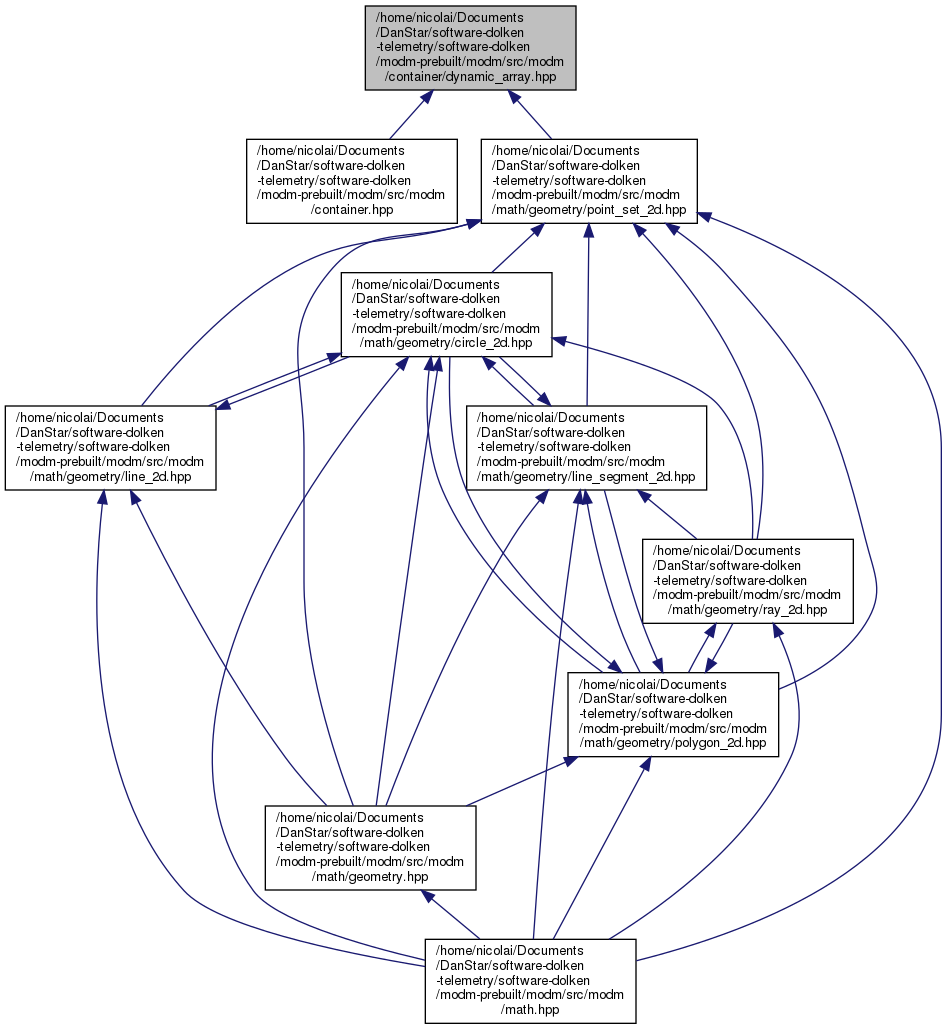 /home/nicolai/Documents
/DanStar/software-dolken
-telemetry/software-dolken
/modm-prebuilt/modm/src/modm
/container/dynamic_array.hpp
/home/nicolai/Documents
/DanStar/software-dolken
-telemetry/software-dolken
/modm-prebuilt/modm/src/modm
/container.hpp
/home/nicolai/Documents
/DanStar/software-dolken
-telemetry/software-dolken
/modm-prebuilt/modm/src/modm
/math/geometry/point_set_2d.hpp
/home/nicolai/Documents
/DanStar/software-dolken
-telemetry/software-dolken
/modm-prebuilt/modm/src/modm
/math/geometry/circle_2d.hpp
/home/nicolai/Documents
/DanStar/software-dolken
-telemetry/software-dolken
/modm-prebuilt/modm/src/modm
/math/geometry/line_2d.hpp
/home/nicolai/Documents
/DanStar/software-dolken
-telemetry/software-dolken
/modm-prebuilt/modm/src/modm
/math/geometry/line_segment_2d.hpp
/home/nicolai/Documents
/DanStar/software-dolken
-telemetry/software-dolken
/modm-prebuilt/modm/src/modm
/math/geometry/ray_2d.hpp
/home/nicolai/Documents
/DanStar/software-dolken
-telemetry/software-dolken
/modm-prebuilt/modm/src/modm
/math/geometry/polygon_2d.hpp
/home/nicolai/Documents
/DanStar/software-dolken
-telemetry/software-dolken
/modm-prebuilt/modm/src/modm
/math/geometry.hpp
/home/nicolai/Documents
/DanStar/software-dolken
-telemetry/software-dolken
/modm-prebuilt/modm/src/modm
/math.hpp